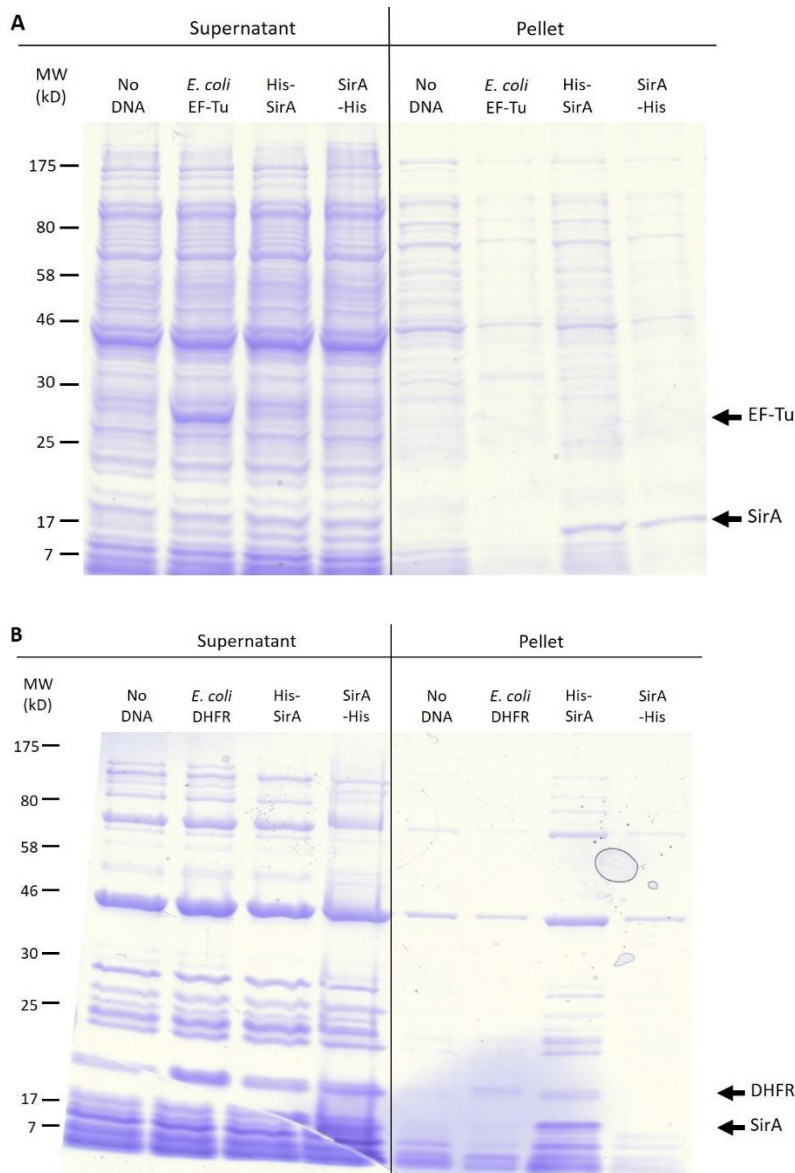 A
Supernatant Pellet
MW
(kD)
No
DNA
E. coli
EF-Tu
His-
SirA
SirA
-His
No
DNA
E. coli
EF-Tu
His-
SirA
SirA
-His
175
80
58
46
30
25
17
7
EF-Tu
SirA
B
Supernatant Pellet
MW
(kD)
No
DNA
E. coli
DHFR
His-
SirA
SirA
-His
No
DNA
E. coli
DHFR
His-
SirA
SirA
-His
175
80
58
46
30
25
17
7
DHFR
SirA